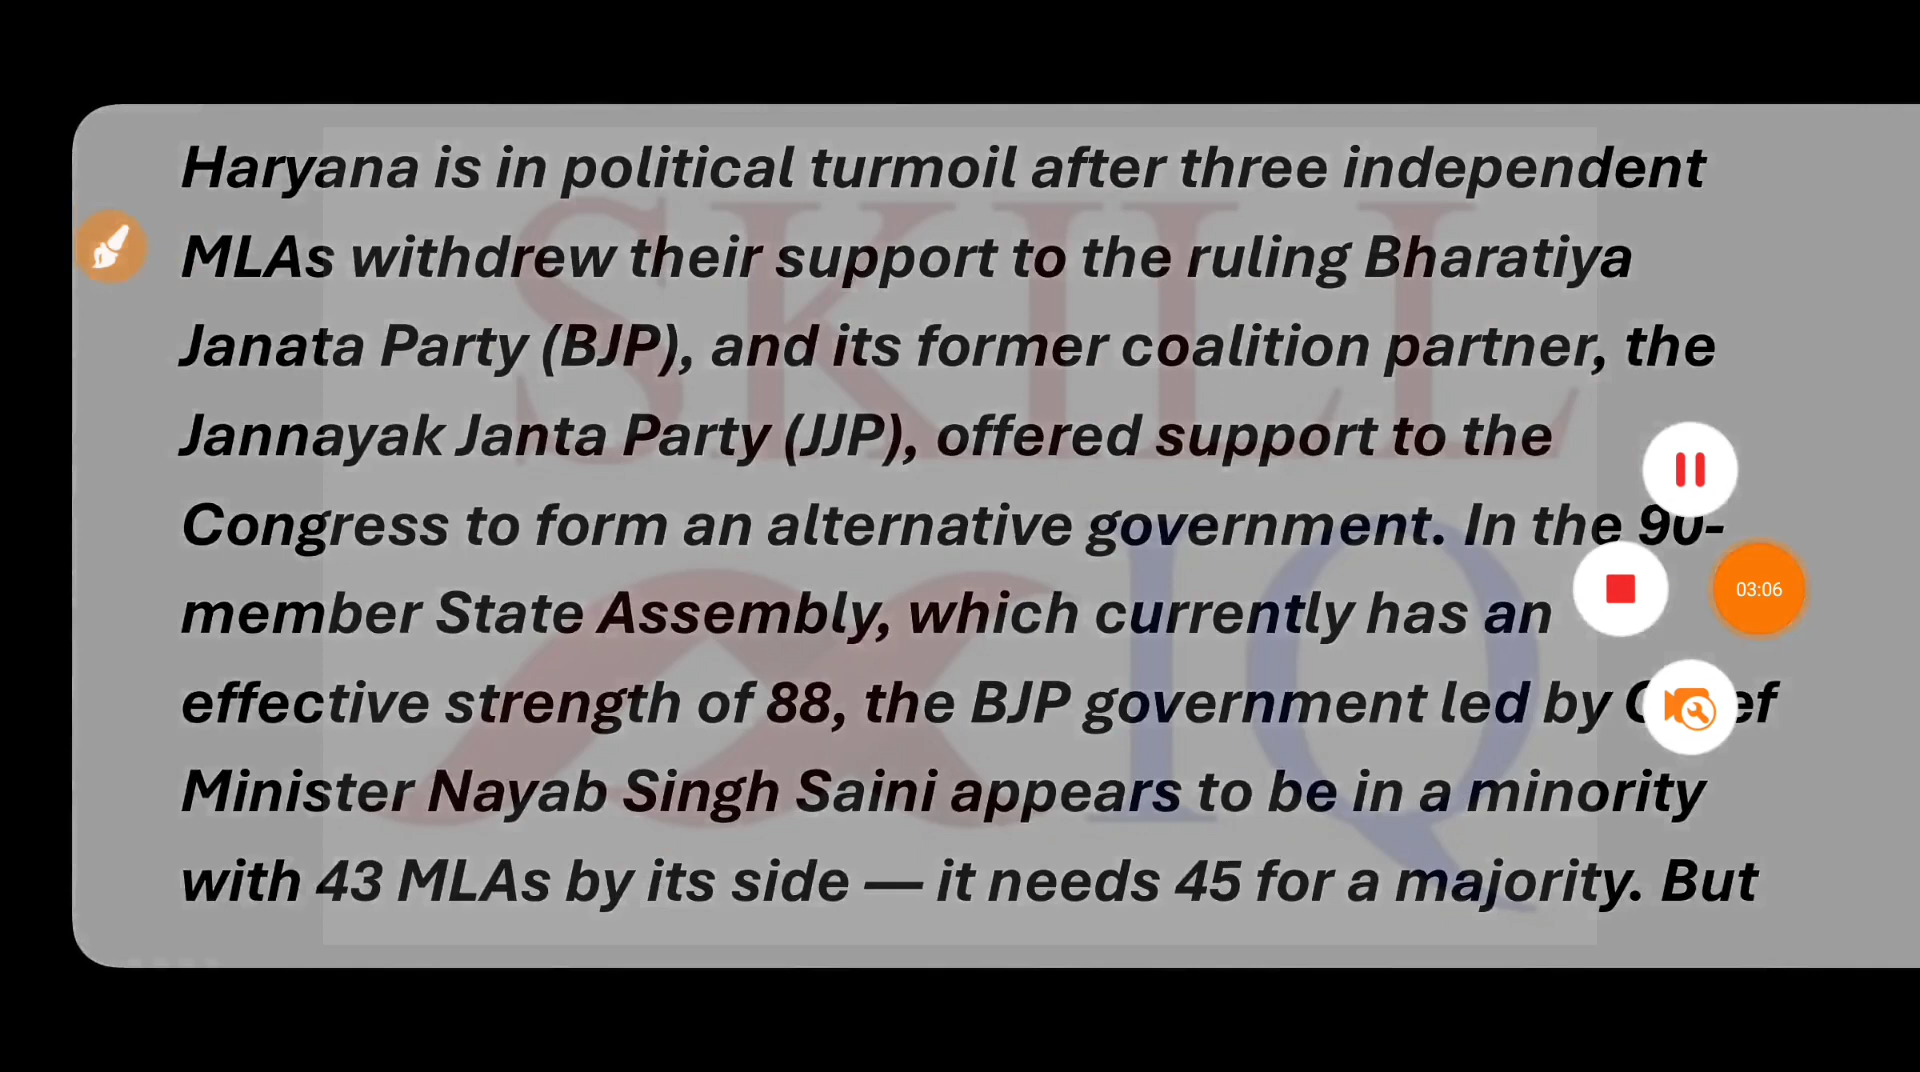 Haryana is in political turmoil after three independent
MLAs withdrew their support to the ruling Bharatiya
Janata Party (BJP), and its former coalition partner, the
Jannayak Janta Party (JJP), offered support to the
Congress to form an alternative government. In the 90-
member State Assembly, which currently has an
effective strength of 88, the BJP government led by Chief
Minister Nayab Singh Saini appears to be in a minority
with 43 MLAs by its side — it needs 45 for a majority. But
03:06
SKILL
IQ